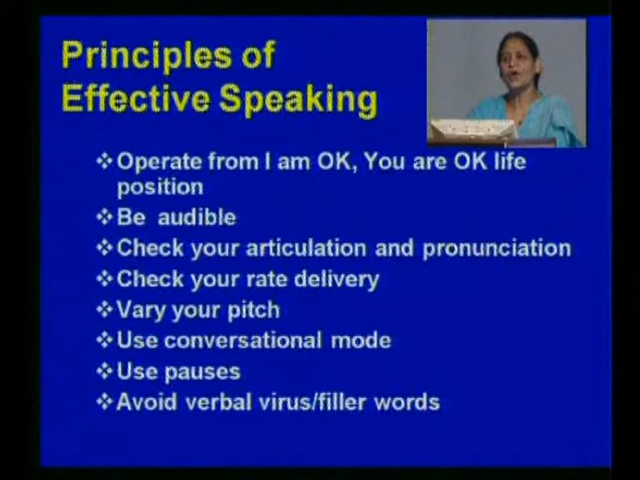 Principles of
Effective Speaking
❖Operate from I am OK, You are OK life
position
❖Be audible
❖Check your articulation and pronunciation
❖Check your rate delivery
❖Vary your pitch
❖Use conversational mode
❖Use pauses
❖Avoid verbal virus/filler words